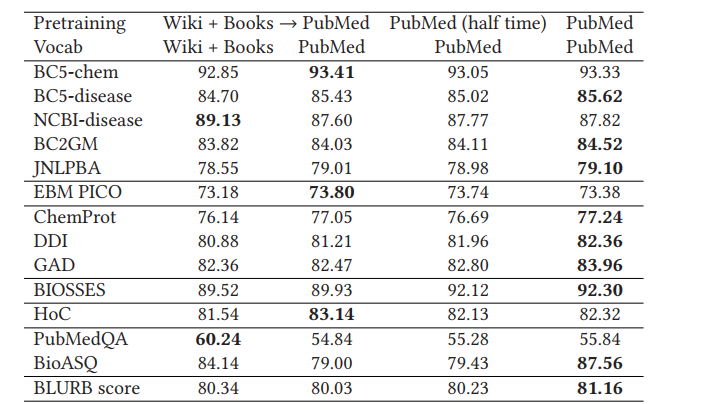 Pretraining Wiki + Books → PubMed PubMed (half time) PubMed
Vocab Wiki + Books PubMed PubMed PubMed
BC5-chem 92.85 93.41 93.05 93.33
BC5-disease 84.70 85.43 85.02 85.62
NCBI-disease 89.13 87.60 87.77 87.82
BC2GM 83.82 84.03 84.11 84.52
JNLPBA 78.55 79.01 78.98 79.10
EBM PICO 73.18 73.80 73.74 73.38
ChemProt 76.14 77.05 76.69 77.24
DDI 80.88 81.21 81.96 82.36
GAD 82.36 82.47 82.80 83.96
BIOSSES 89.52 89.93 92.12 92.30
HoC 81.54 83.14 82.13 82.32
PubMedQA 60.24 54.84 55.28 55.84
BioASQ 84.14 79.00 79.43 87.56
BLURB score 80.34 80.03 80.23 81.16